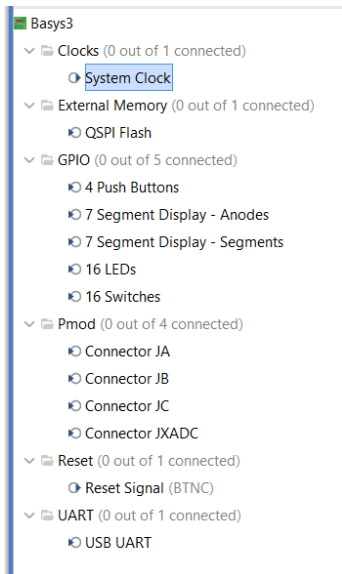 Basys3
Clocks (0 out of 1 connected)
System Clock
External Memory (0 out of 1 connected)
QSPI Flash
GPIO (0 out of 5 connected)
4 Push Buttons
7 Segment Display - Anodes
7 Segment Display - Segments
16 LEDs
16 Switches
Pmod (0 out of 4 connected)
Connector JA
Connector JB
Connector JC
Connector JXADC
Reset (0 out of 1 connected)
Reset Signal (BTNC)
UART (0 out of 1 connected)
USB UART